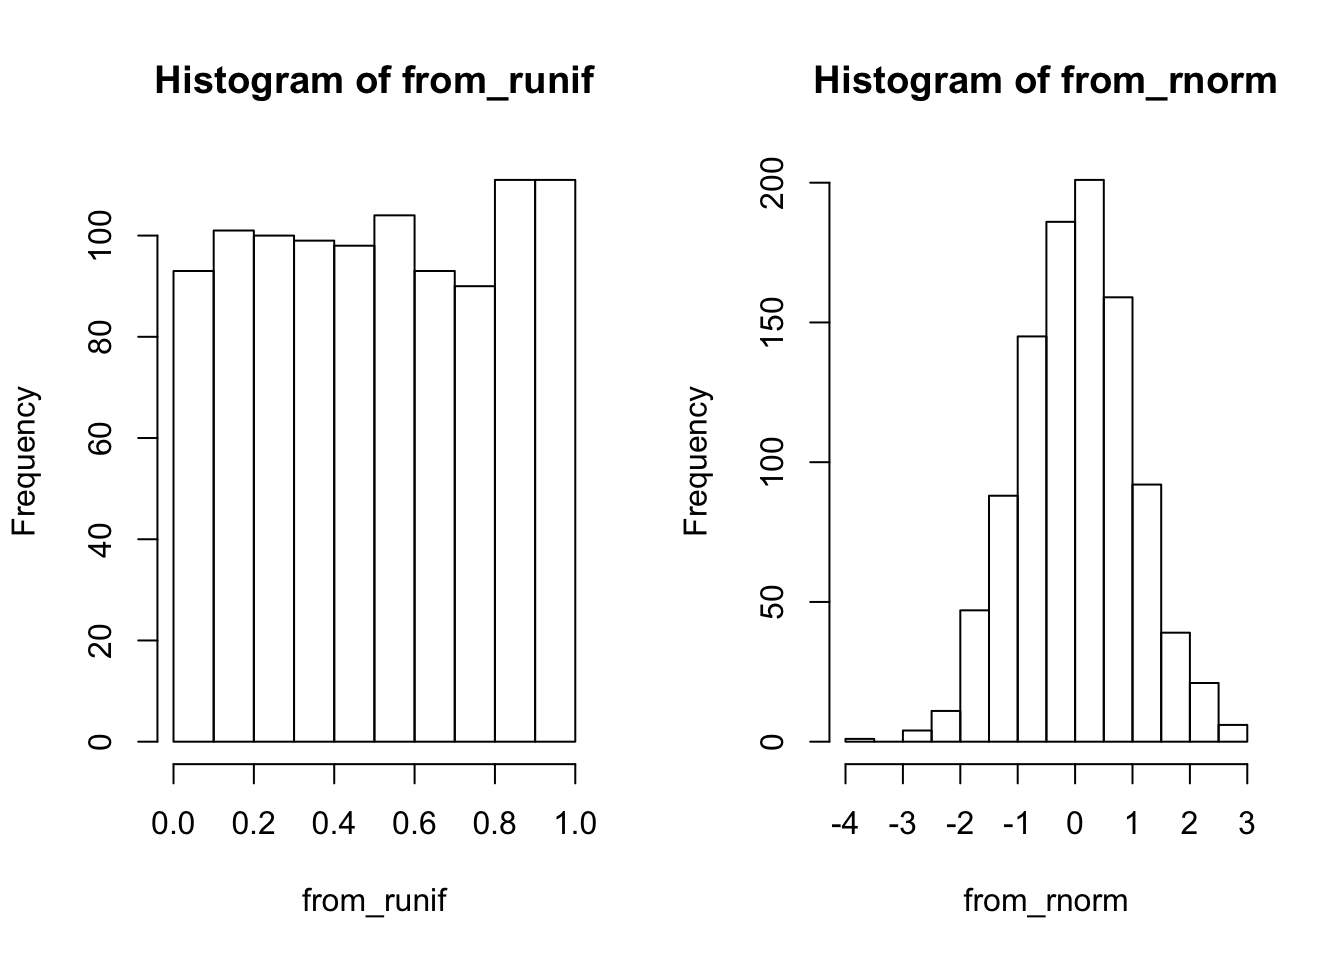 Histogram of from_runif
Frequency
100
80
60
40
20
0
0.0 0.2 0.4 0.6 0.8 1.0
from_runif
Histogram of from_rnorm
Frequency
200
150
100
50
0
-4 -3 -2 -1 0 1 2 3
from_rnorm